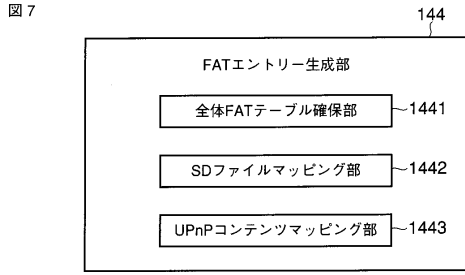 図7
144
FATエントリー生成部
全体FATテーブル確保部
1441
SDファイルマッピング部
1442
UPnPコンテンツマッピング部
1443